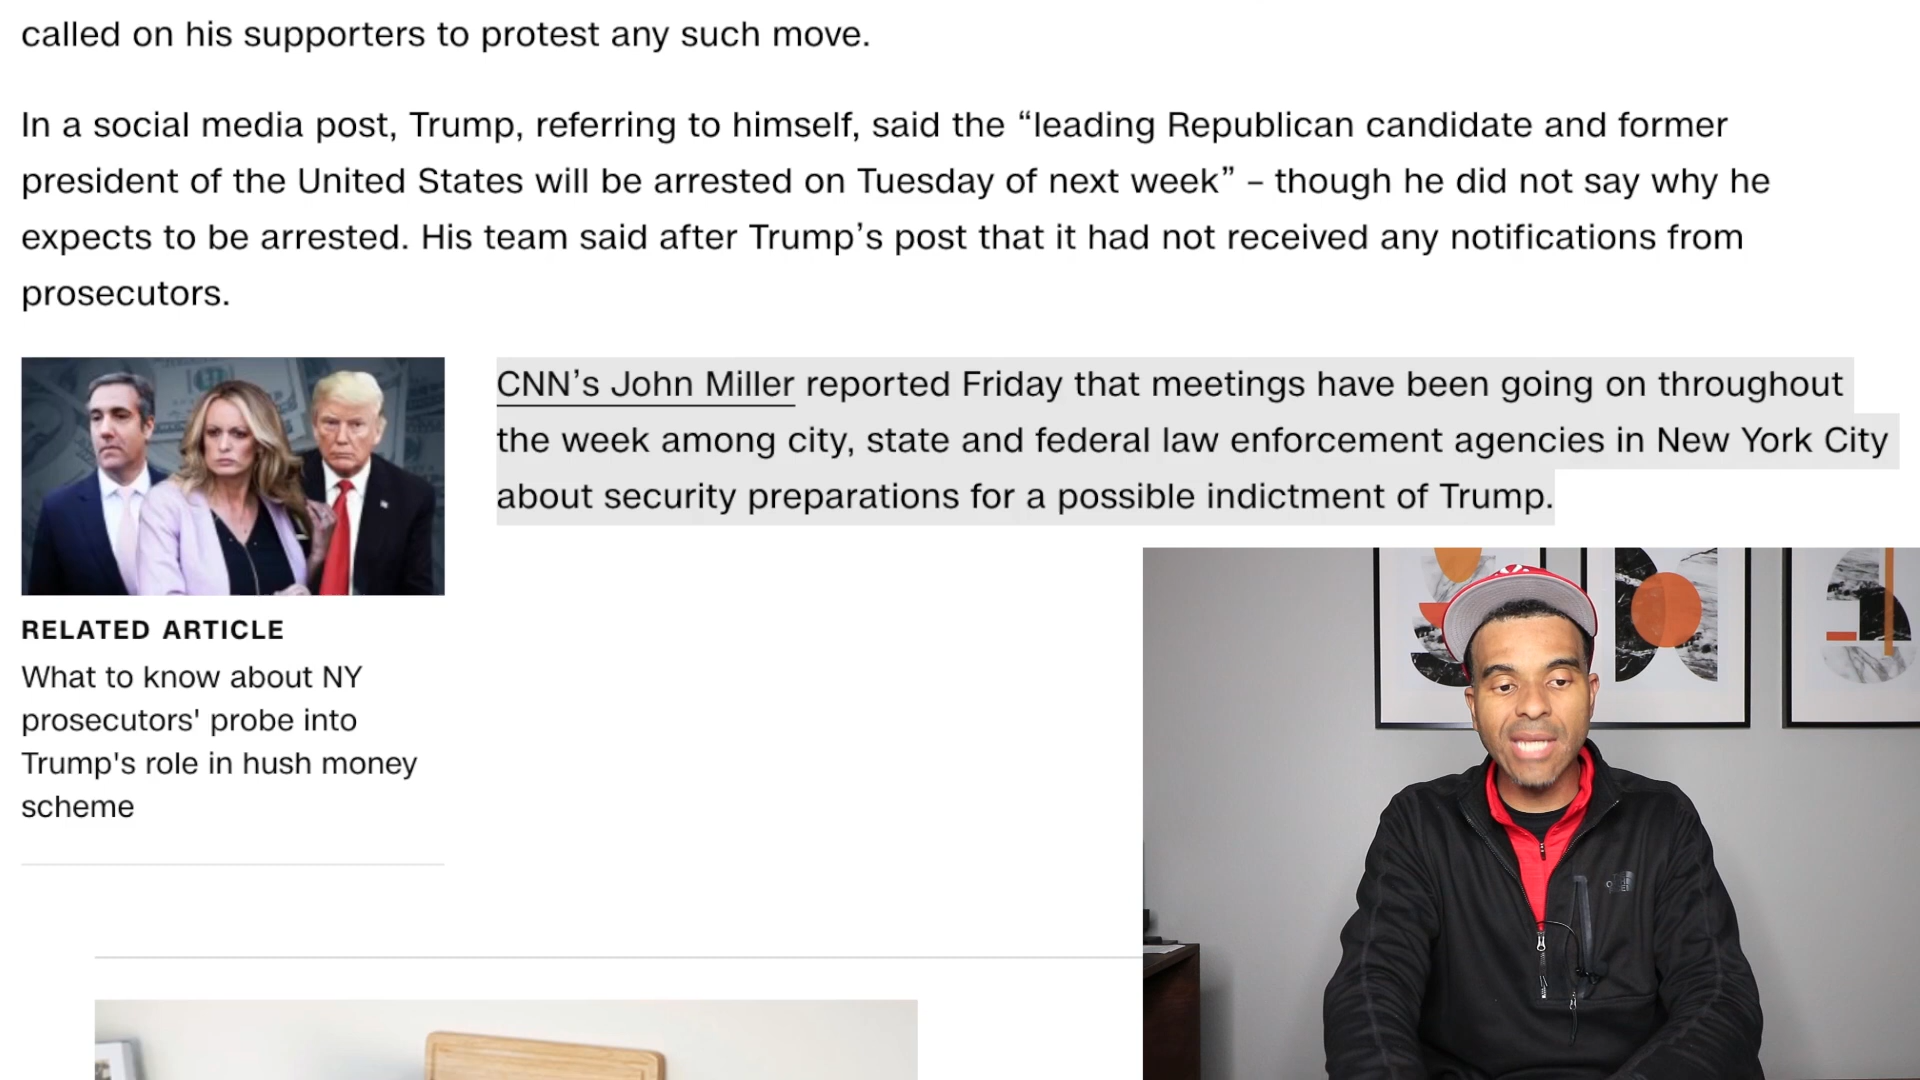 called on his supporters to protest any such move.
In a social media post, Trump, referring to himself, said the “leading Republican candidate and former
president of the United States will be arrested on Tuesday of next week” – though he did not say why he
expects to be arrested. His team said after Trump’s post that it had not received any notifications from
prosecutors.
CNN’s John Miller reported Friday that meetings have been going on throughout
the week among city, state and federal law enforcement agencies in New York City
about security preparations for a possible indictment of Trump.
RELATED ARTICLE
What to know about NY
prosecutors' probe into
Trump's role in hush money
scheme